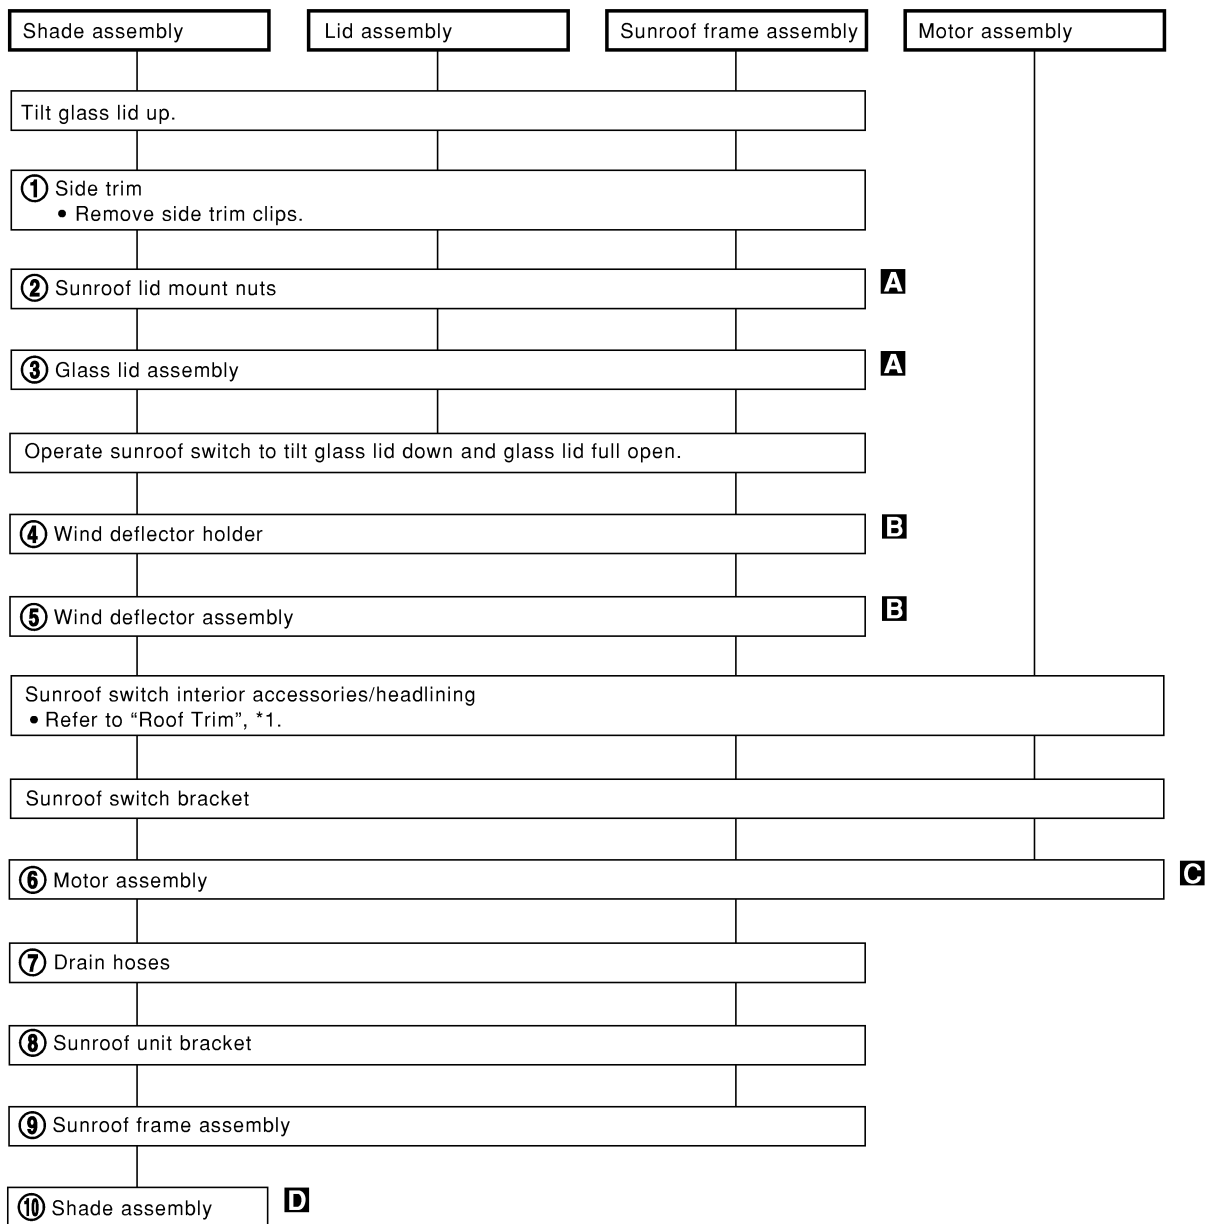 Shade assembly
Lid assembly
Sunroof frame assembly
Motor assembly
Tilt glass lid up.
① Side trim
• Remove side trim clips.
② Sunroof lid mount nuts
A
③ Glass lid assembly
A
Operate sunroof switch to tilt glass lid down and glass lid full open.
④ Wind deflector holder
B
⑤ Wind deflector assembly
B
Sunroof switch interior accessories/headlining
• Refer to “Roof Trim”, *1.
Sunroof switch bracket
⑥ Motor assembly
C
⑦ Drain hoses
⑧ Sunroof unit bracket
⑨ Sunroof frame assembly
⑩ Shade assembly
D